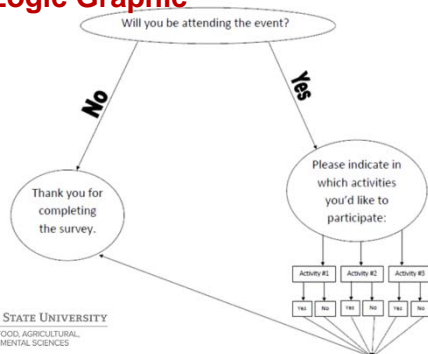 Logic Graphic
Will you be attending the event?
No
Yes
Thank you for
completing
the survey.
Please indicate in
which activities
you'd like to
participate:
Activity #1
Activity #2
Activity #3
Yes
No
Yes
No
Yes
No
STATE UNIVERSITY
FOOD, AGRICULTURAL,
MENTAL SCIENCES